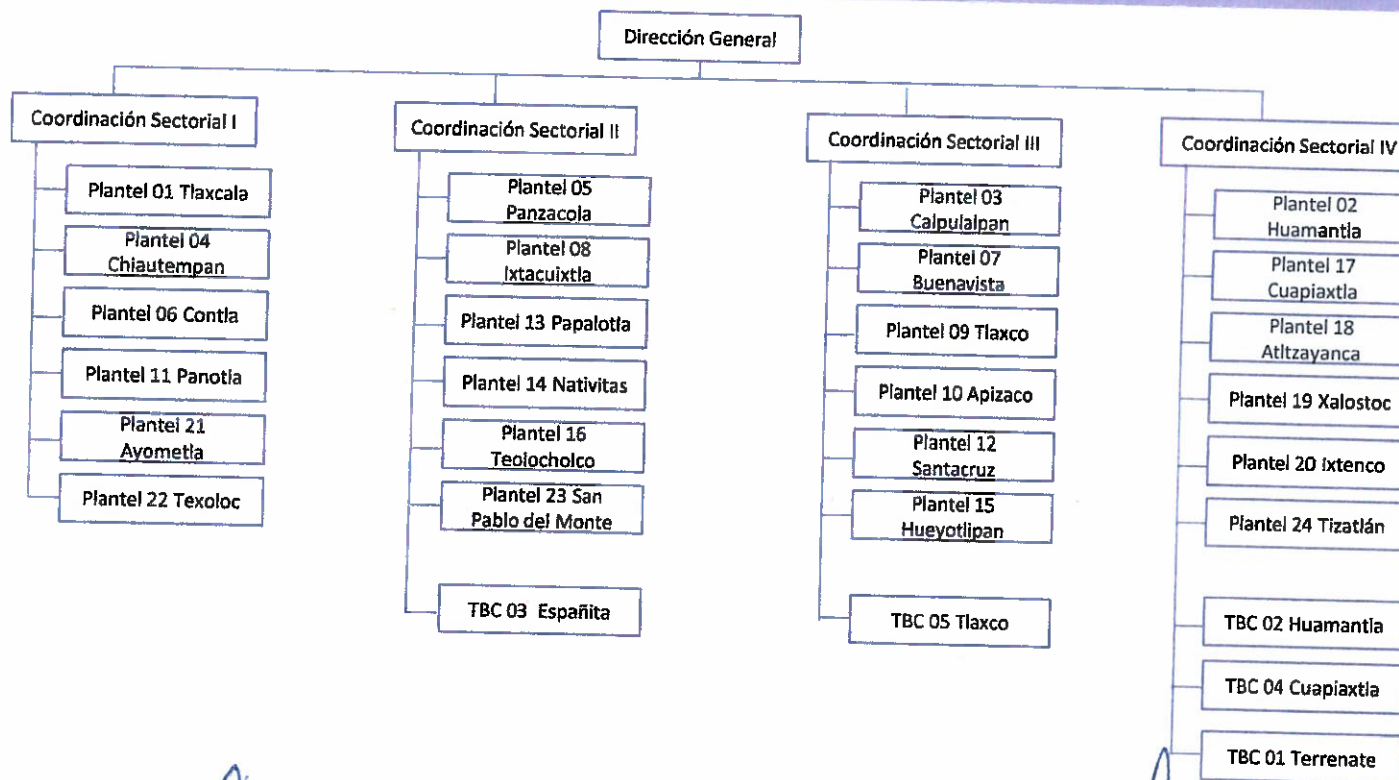 Dirección General
Coordinación Sectorial I
Plantel 01 Tlaxcala
Plantel 04
Chiautempan
Plantel 06 Contla
Plantel 11 Panotla
Plantel 21
Ayometla
Plantel 22 Texoloc
Coordinación Sectorial II
Plantel 05
Panzacola
Plantel 08
Ixtacuixtla
Plantel 13 Papalotla
Plantel 14 Nativitas
Plantel 16
Teolocholco
Plantel 23 San
Pablo del Monte
TBC 03 Españita
Coordinación Sectorial III
Plantel 03
Calpulalpan
Plantel 07
Buenavista
Plantel 09 Tlaxco
Plantel 10 Apizaco
Plantel 12
Santacruz
Plantel 15
Hueyotlipan
TBC 05 Tlaxco
Coordinación Sectorial IV
Plantel 02
Huamantla
Plantel 17
Cuapiaxtla
Plantel 18
Atltzayanca
Plantel 19 Xalostoc
Plantel 20 Ixtenco
Plantel 24 Tizatlán
TBC 02 Huamantla
TBC 04 Cuapiaxtla
TBC 01 Terrenate